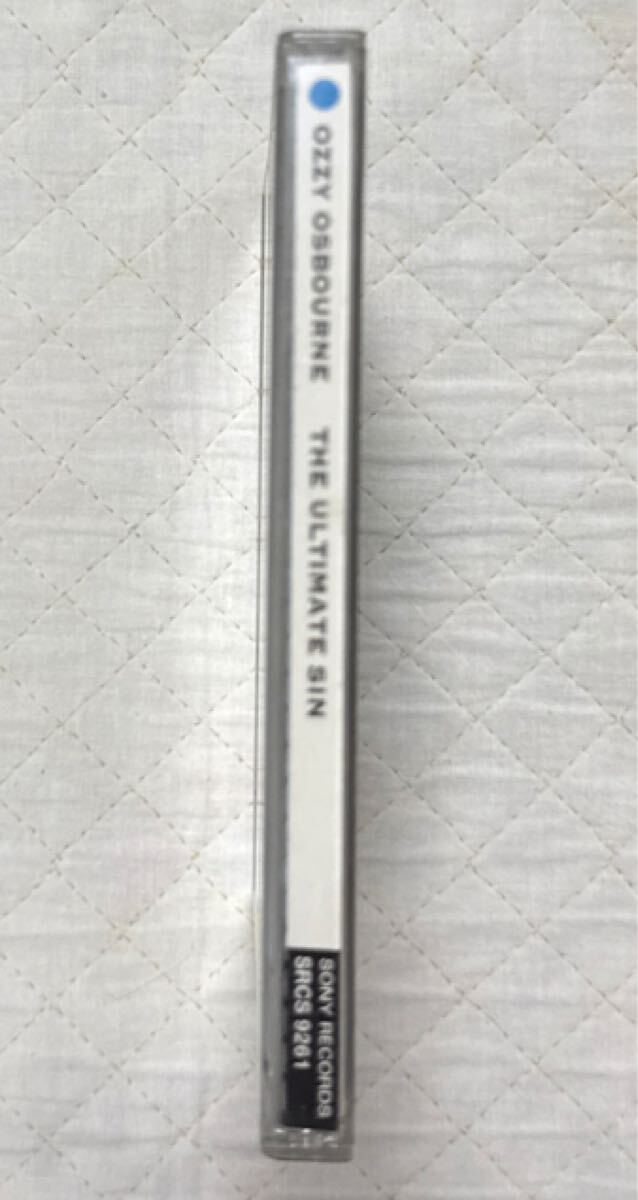 OZZY OSBOURNE THE ULTIMATE SIN
SONY RECORDS
SRCS 9261